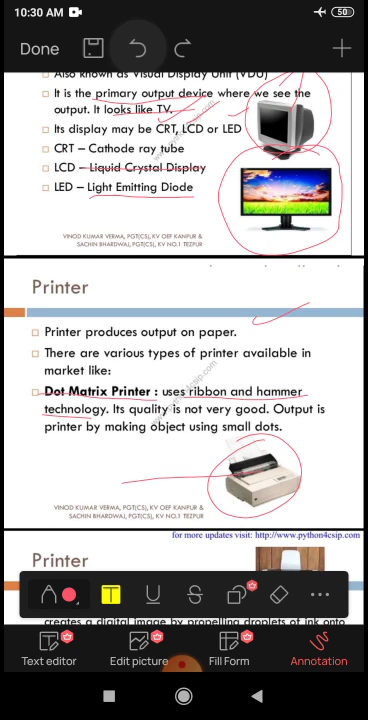 10:30 AM
50
Done
Also known as Visual Display Unit (VDU)
It is the primary output device where we see the
output. It looks like TV.
Its display may be CRT, LCD or LED
CRT – Cathode ray tube
LCD – Liquid Crystal Display
LED – Light Emitting Diode
www.python4csip.com
VINOD KUMAR VERMA, PGT(CS), KV OEF KANPUR &
SACHIN BHARDWAJ, PGT(CS), KV NO.1 TEZPUR
Printer
Printer produces output on paper.
There are various types of printer available in
market like:
Dot Matrix Printer : uses ribbon and hammer
technology. Its quality is not very good. Output is
printer by making object using small dots.
www.python4csip.com
VINOD KUMAR VERMA, PGT(CS), KV OEF KANPUR &
SACHIN BHARDWAJ, PGT(CS), KV NO.1 TEZPUR
for more updates visit: http://www.python4csip.com
Printer
T U S
creates a digital image by propelling droplets of ink onto
Text editor
Edit picture
Fill Form
Annotation